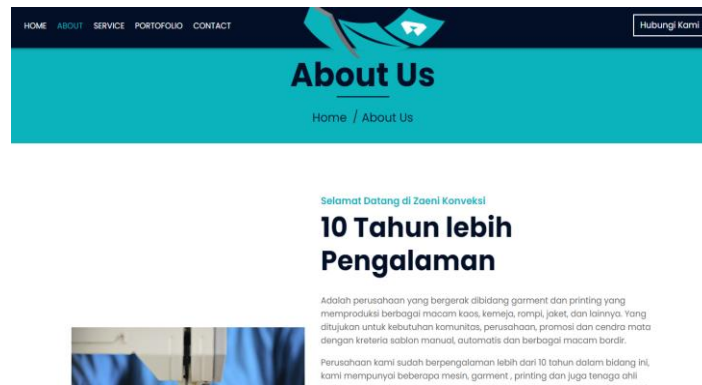 HOME ABOUT SERVICE PORTOFOLIO CONTACT
Hubungi Kami
About Us
Home / About Us
Selamat Datang di Zaeni Konveksi
10 Tahun lebih
Pengalaman
Adalah perusahaan yang bergerak dibidang garment dan printing yang
memproduksi berbagai macam kaos, kemeja, rompi, jaket, dan lainnya. Yang
ditujukan untuk kebutuhan komunitas, perusahaan, promosi dan cendra mata
dengan kreteria sablon manual, automatis dan berbagai macam bordir.
Perusahaan kami sudah berpengalaman lebih dari 10 tahun dalam bidang ini,
kami mempunyai beberapa mesin, garment , printing dan juga tenaga ahli